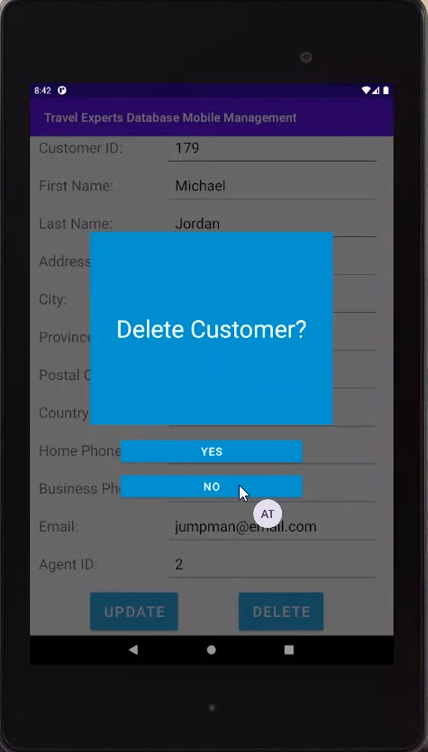 8:42
Travel Experts Database Mobile Management
Customer ID: 179
First Name: Michael
Last Name: Jordan
Address
City:
Province
Postal C
Country
Delete Customer?
Home Phone
YES
Business Pho
NO
AT
Email: jumpman@email.com
Agent ID: 2
UPDATE DELETE